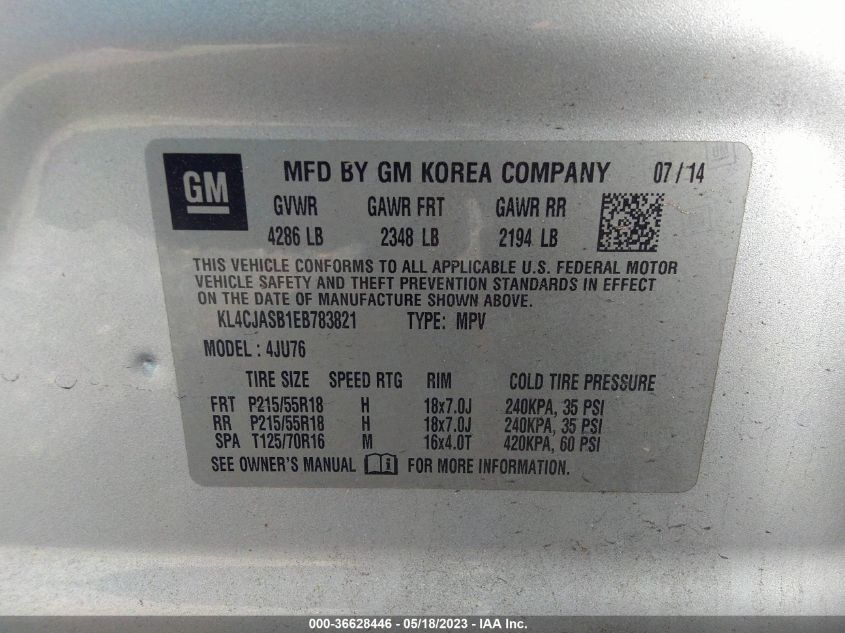 GM
MFD BY GM KOREA COMPANY 07/14
GVWR GAWR FRT GAWR RR
4286 LB 2348 LB 2194 LB
THIS VEHICLE CONFORMS TO ALL APPLICABLE U.S. FEDERAL MOTOR
VEHICLE SAFETY AND THEFT PREVENTION STANDARDS IN EFFECT
ON THE DATE OF MANUFACTURE SHOWN ABOVE.
KL4CJASB1EB783821 TYPE: MPV
MODEL: 4JU76
TIRE SIZE SPEED RTG RIM COLD TIRE PRESSURE
FRT P215/55R18 H 18x7.0J 240KPA, 35 PSI
RR P215/55R18 H 18x7.0J 240KPA, 35 PSI
SPA T125/70R16 M 16x4.0T 420KPA, 60 PSI
SEE OWNER'S MANUAL FOR MORE INFORMATION.
000-36628446 - 05/18/2023 - IAA Inc.